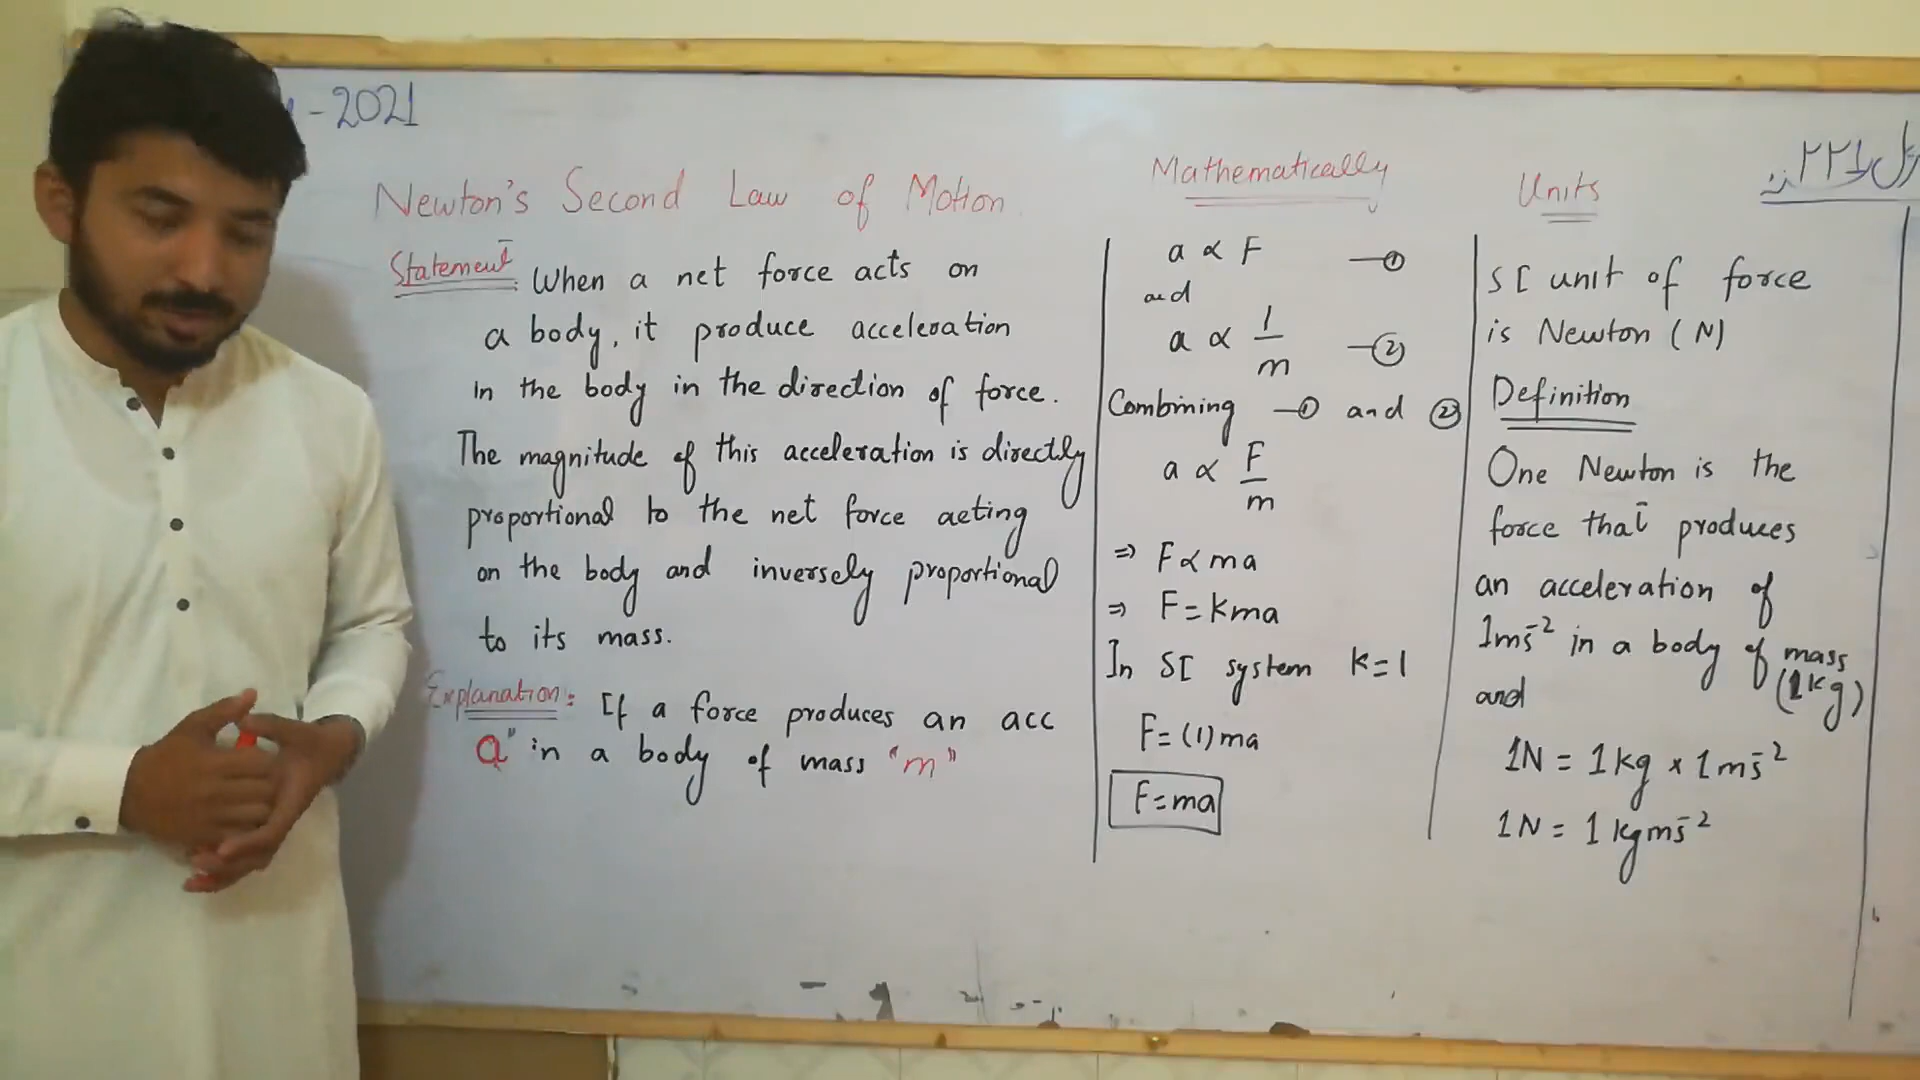 -2021
Newton's Second Law of Motion
Statement: When a net force acts on
a body, it produce acceleration
in the body in the direction of force.
The magnitude of this acceleration is directly
proportional to the net force acting
on the body and inversely proportional
to its mass.
Explanation: If a force produces an acc
a" in a body of mass "m"
Mathematically
a ∝ F —①
and
a ∝ 1/m —②
Combining —① and ②
a ∝ F/m
⇒ F ∝ ma
⇒ F = kma
In SI system k=1
F = (1) ma
F = ma
Units
SI unit of force
is Newton (N)
Definition
One Newton is the
force that produces
an acceleration of
1ms⁻² in a body of mass
(1kg)
and
1N = 1kg × 1ms⁻²
1N = 1 kgms⁻²